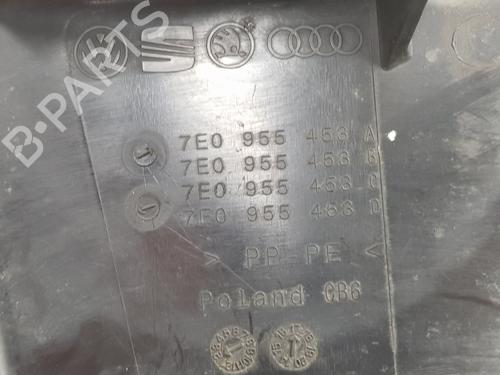 B-PARTS
7E0 955 453 A
7E0 955 453 B
7E0 955 453 C
7E0 955 453 D
> PP-PE <
Poland GB6